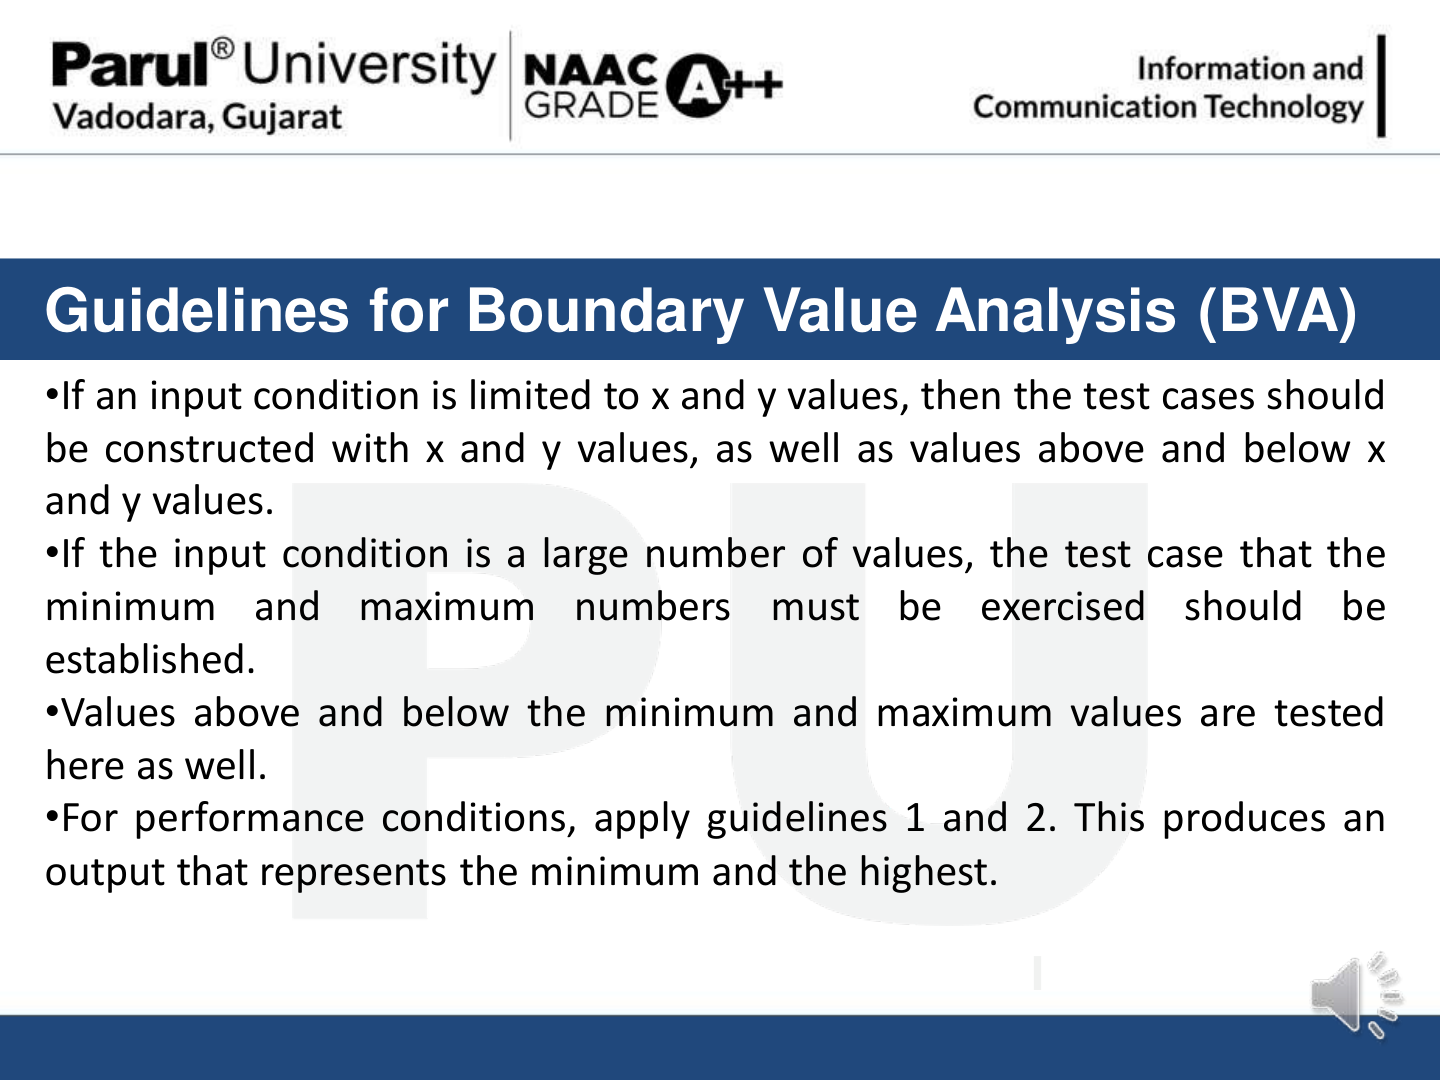 Parul® University
Vadodara, Gujarat
NAAC
GRADE
A++
Information and
Communication Technology
Guidelines for Boundary Value Analysis (BVA)
•If an input condition is limited to x and y values, then the test cases should
be constructed with x and y values, as well as values above and below x
and y values.
•If the input condition is a large number of values, the test case that the
minimum and maximum numbers must be exercised should be
established.
•Values above and below the minimum and maximum values are tested
here as well.
•For performance conditions, apply guidelines 1 and 2. This produces an
output that represents the minimum and the highest.
PU